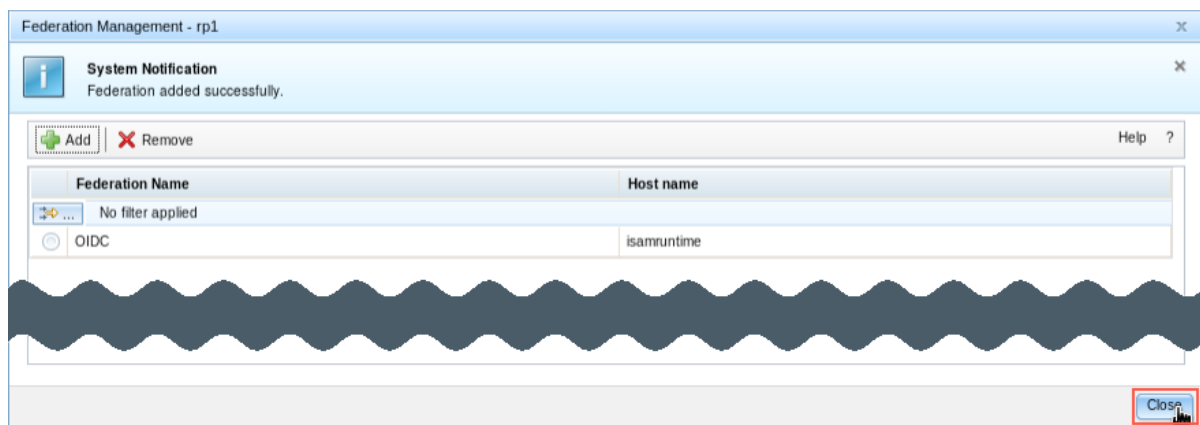 Federation Management - rp1
x
System Notification
Federation added successfully.
Add
Remove
Help ?
Federation Name Host name
... No filter applied
OIDC isamruntime
Close